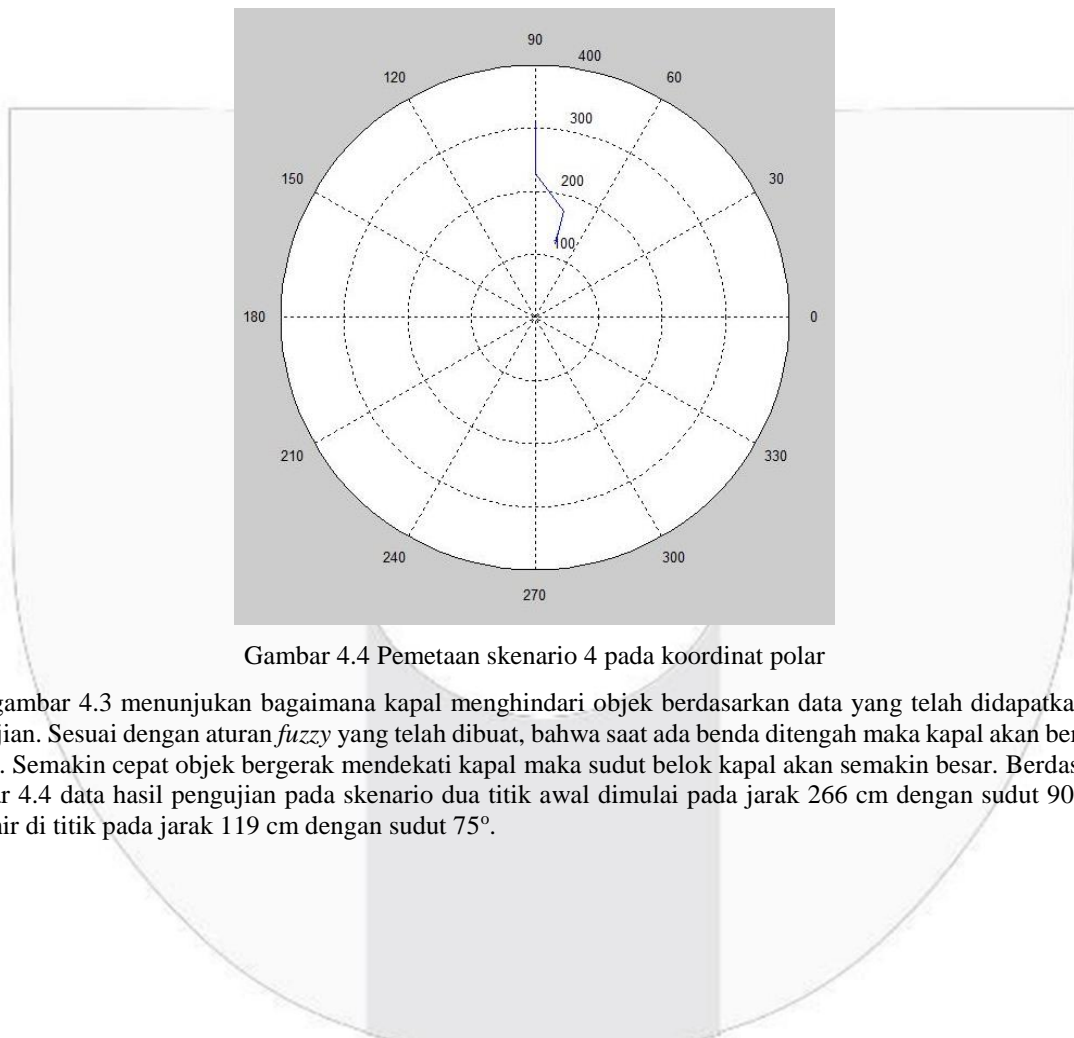 90
400
120
60
300
150
200
30
100
180
0
210
330
240
300
270
Gambar 4.4 Pemetaan skenario 4 pada koordinat polar
gambar 4.3 menunjukan bagaimana kapal menghindari objek berdasarkan data yang telah didapatka
jian. Sesuai dengan aturan fuzzy yang telah dibuat, bahwa saat ada benda ditengah maka kapal akan ber
. Semakin cepat objek bergerak mendekati kapal maka sudut belok kapal akan semakin besar. Berdas
ar 4.4 data hasil pengujian pada skenario dua titik awal dimulai pada jarak 266 cm dengan sudut 90
hir di titik pada jarak 119 cm dengan sudut 75°.